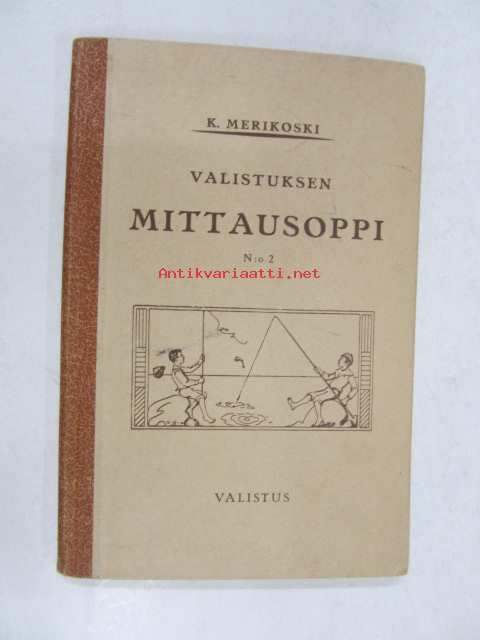 K. MERIKOSKI
VALISTUKSEN
MITTAUSOPPI
N:o 2
Antikvariaatti.net
VALISTUS